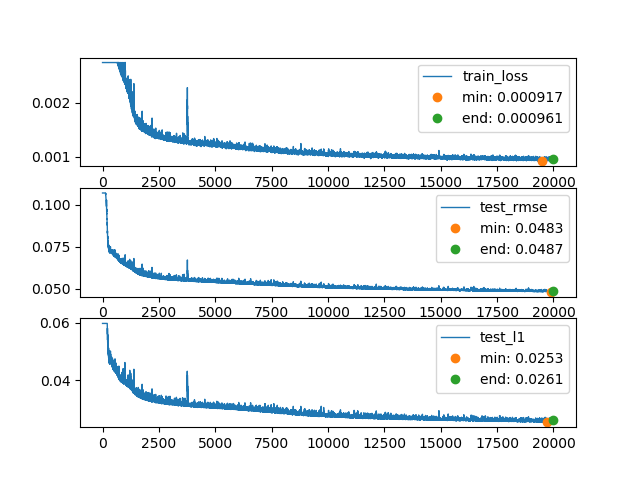 train_loss
min: 0.000917
end: 0.000961
0.002
0.001
0 2500 5000 7500 10000 12500 15000 17500 20000
test_rmse
min: 0.0483
end: 0.0487
0.100
0.075
0.050
0 2500 5000 7500 10000 12500 15000 17500 20000
test_l1
min: 0.0253
end: 0.0261
0.06
0.04
0 2500 5000 7500 10000 12500 15000 17500 20000